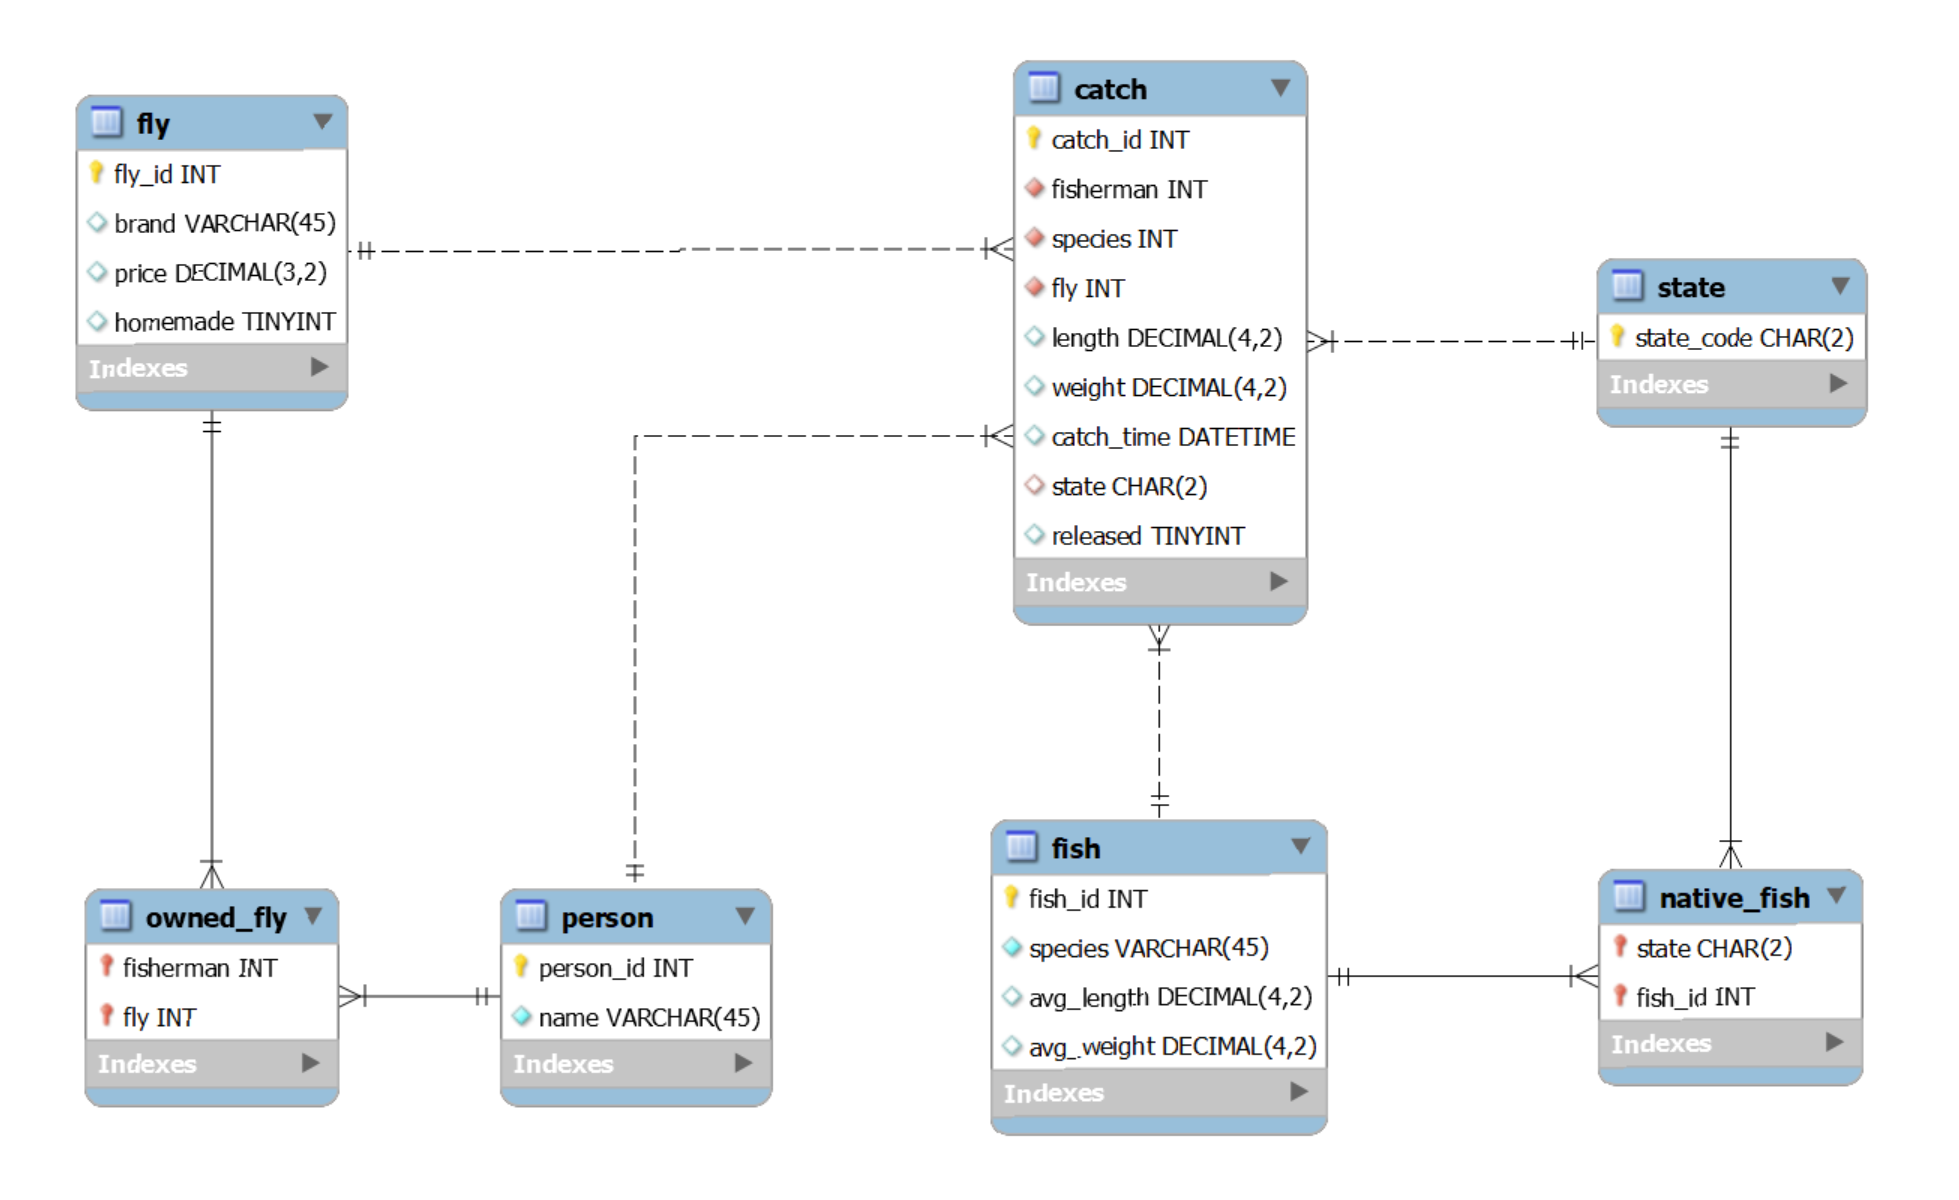 fly
fly_id INT
brand VARCHAR(45)
price DECIMAL(3,2)
homemade TINYINT
Indexes
catch
catch_id INT
fisherman INT
species INT
fly INT
length DECIMAL(4,2)
weight DECIMAL(4,2)
catch_time DATETIME
state CHAR(2)
released TINYINT
Indexes
state
state_code CHAR(2)
Indexes
owned_fly
fisherman INT
fly INT
Indexes
person
person_id INT
name VARCHAR(45)
Indexes
fish
fish_id INT
species VARCHAR(45)
avg_length DECIMAL(4,2)
avg_weight DECIMAL(4,2)
Indexes
native_fish
state CHAR(2)
fish_id INT
Indexes